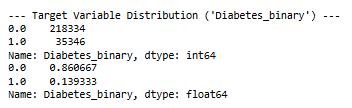 --- Target Variable Distribution ('Diabetes_binary') ---
0.0    218334
1.0     35346
Name: Diabetes_binary, dtype: int64
0.0    0.860667
1.0    0.139333
Name: Diabetes_binary, dtype: float64